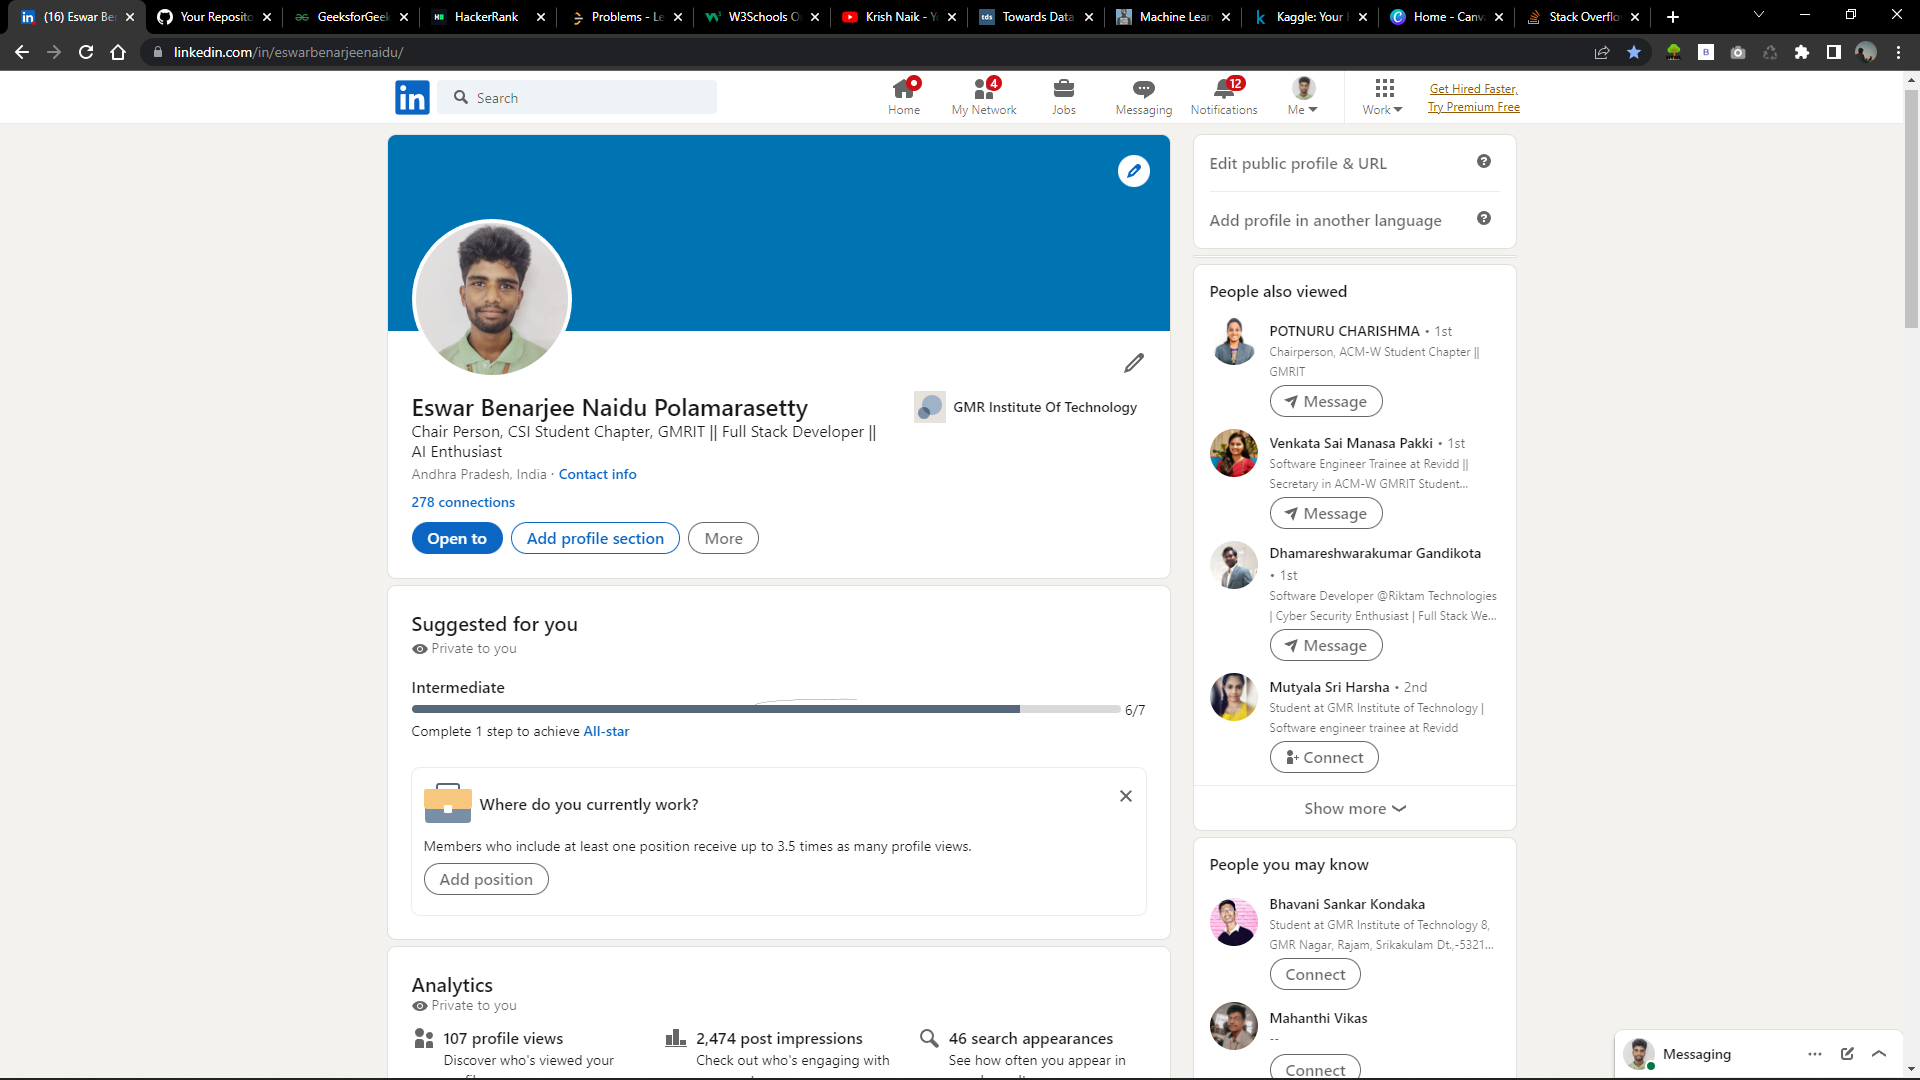 (16) Eswar Be
Your Reposito
GeeksforGeek
HackerRank
Problems - Le
W3Schools O
Krish Naik - Y
Towards Data
Machine Lear
Kaggle: Your
Home - Canv
Stack Overflo
linkedin.com/in/eswarbenarjeenaidu/
in
Search
Home
My Network
4
Jobs
Messaging
Notifications
12
Me
Work
Get Hired Faster,
Try Premium Free
Eswar Benarjee Naidu Polamarasetty
Chair Person, CSI Student Chapter, GMRIT || Full Stack Developer ||
AI Enthusiast
Andhra Pradesh, India · Contact info
278 connections
Open to
Add profile section
More
GMR Institute Of Technology
Suggested for you
Private to you
Intermediate
6/7
Complete 1 step to achieve All-star
Where do you currently work?
Members who include at least one position receive up to 3.5 times as many profile views.
Add position
Analytics
Private to you
107 profile views
Discover who's viewed your
2,474 post impressions
Check out who's engaging with
46 search appearances
See how often you appear in
Edit public profile & URL
Add profile in another language
People also viewed
POTNURU CHARISHMA • 1st
Chairperson, ACM-W Student Chapter ||
GMRIT
Message
Venkata Sai Manasa Pakki • 1st
Software Engineer Trainee at Revidd ||
Secretary in ACM-W GMRIT Student...
Message
Dhamareshwarakumar Gandikota
• 1st
Software Developer @Riktam Technologies
| Cyber Security Enthusiast | Full Stack We...
Message
Mutyala Sri Harsha • 2nd
Student at GMR Institute of Technology |
Software engineer trainee at Revidd
Connect
Show more
People you may know
Bhavani Sankar Kondaka
Student at GMR Institute of Technology 8,
GMR Nagar, Rajam, Srikakulam Dt.,-5321...
Connect
Mahanthi Vikas
--
Connect
Messaging